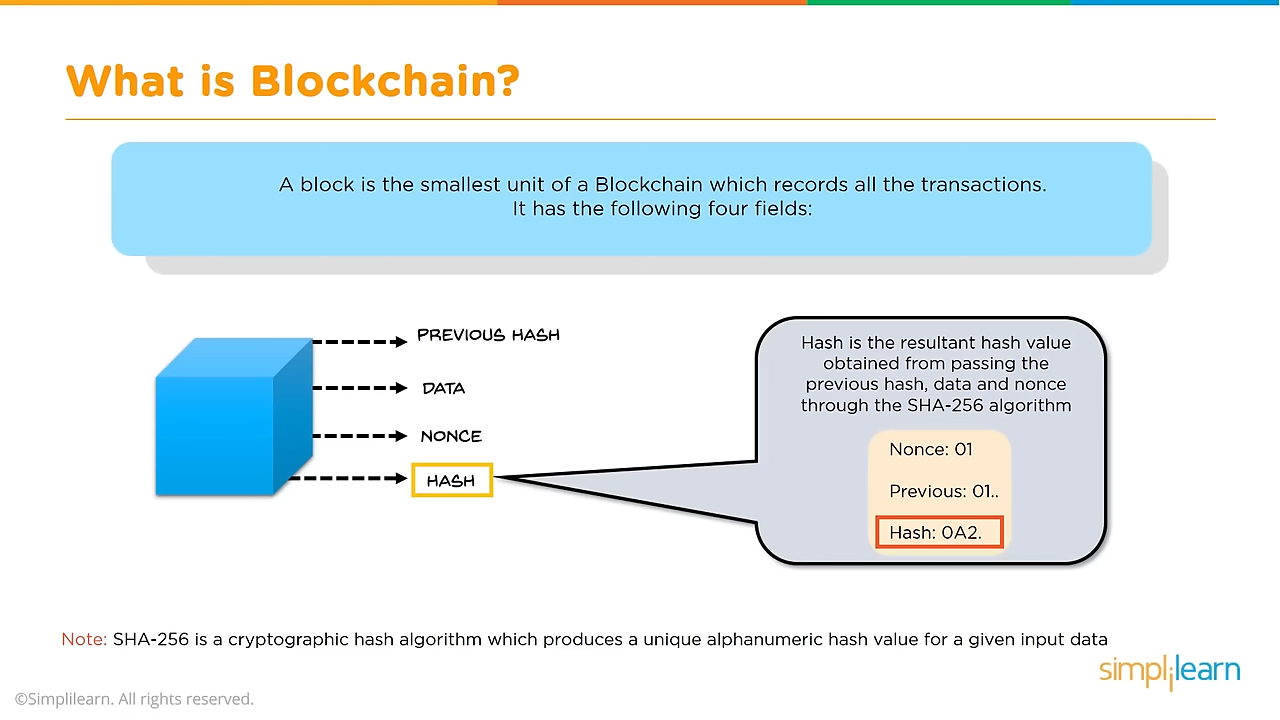 What is Blockchain?
A block is the smallest unit of a Blockchain which records all the transactions.
It has the following four fields:
PREVIOUS HASH
DATA
NONCE
HASH
Hash is the resultant hash value
obtained from passing the
previous hash, data and nonce
through the SHA-256 algorithm
Nonce: 01
Previous: 01..
Hash: 0A2.
Note: SHA-256 is a cryptographic hash algorithm which produces a unique alphanumeric hash value for a given input data
simplilearn
©Simplilearn. All rights reserved.